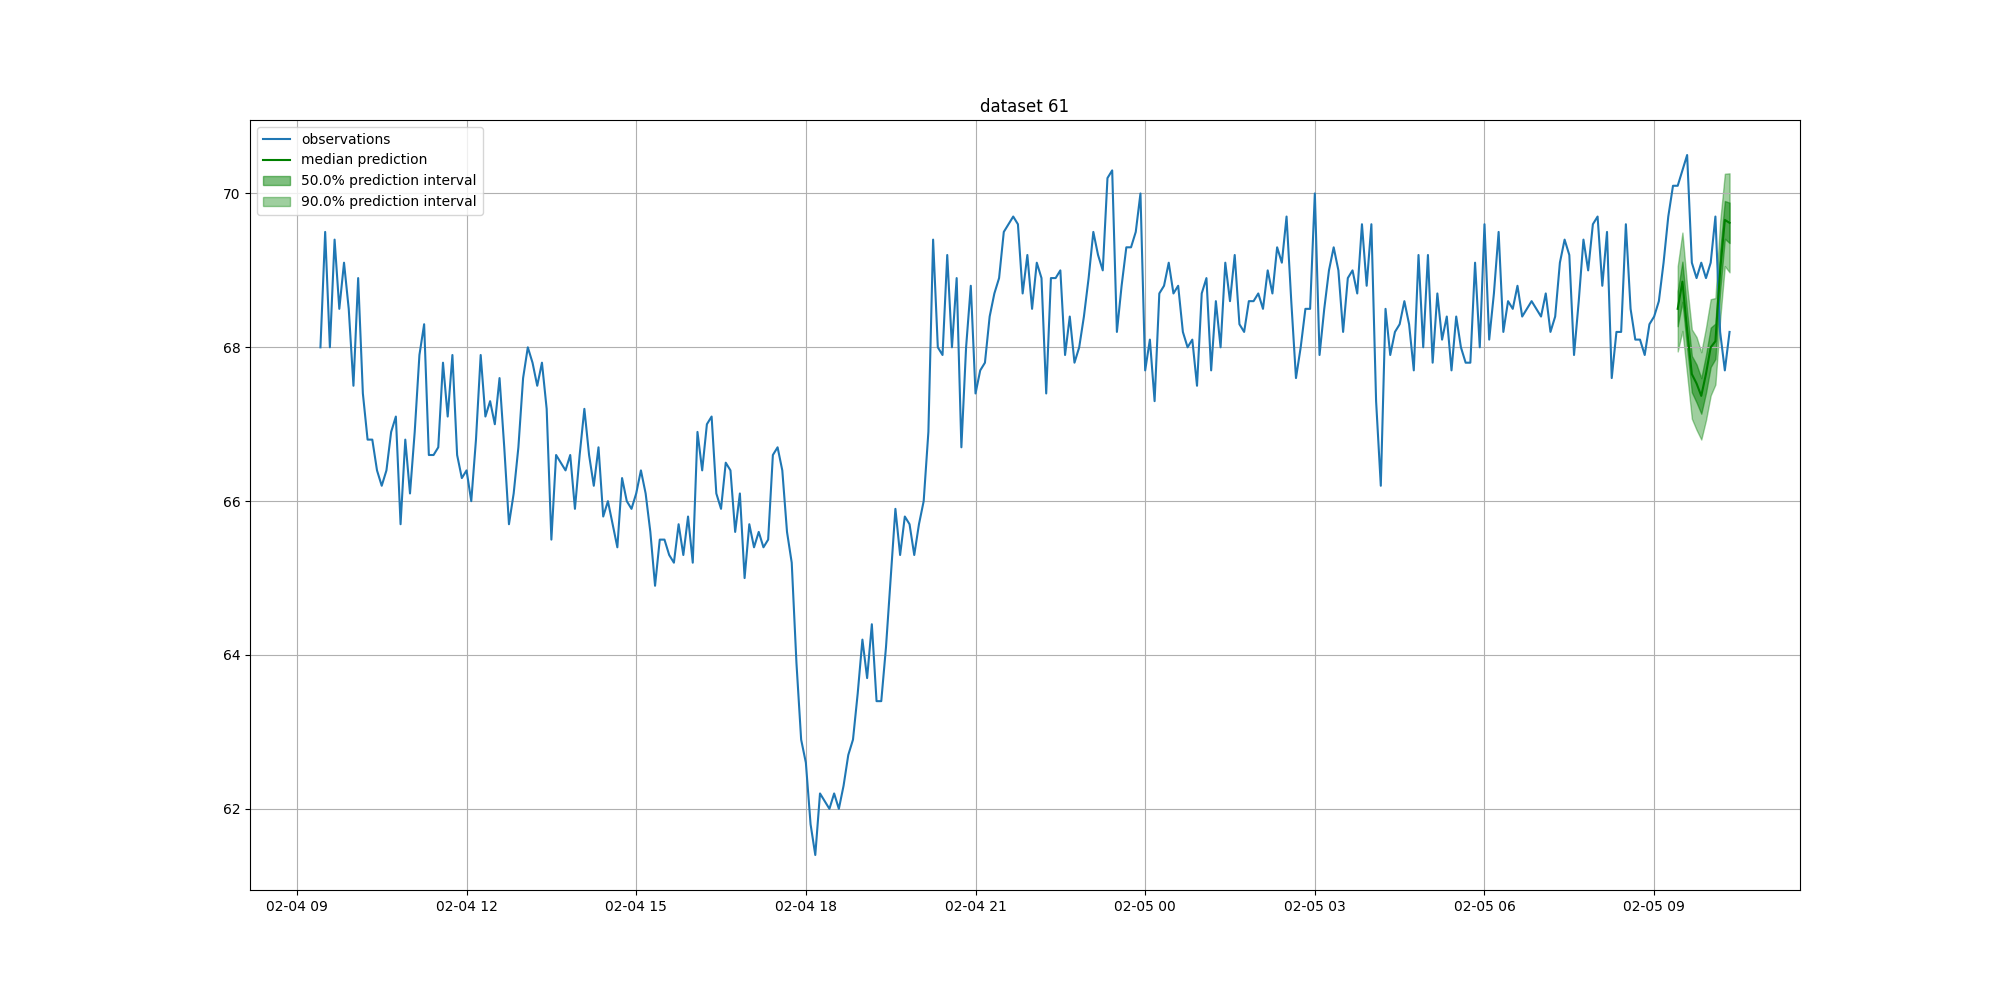 dataset 61
observations
median prediction
50.0% prediction interval
90.0% prediction interval
70
68
66
64
62
02-04 09 02-04 12 02-04 15 02-04 18 02-04 21 02-05 00 02-05 03 02-05 06 02-05 09